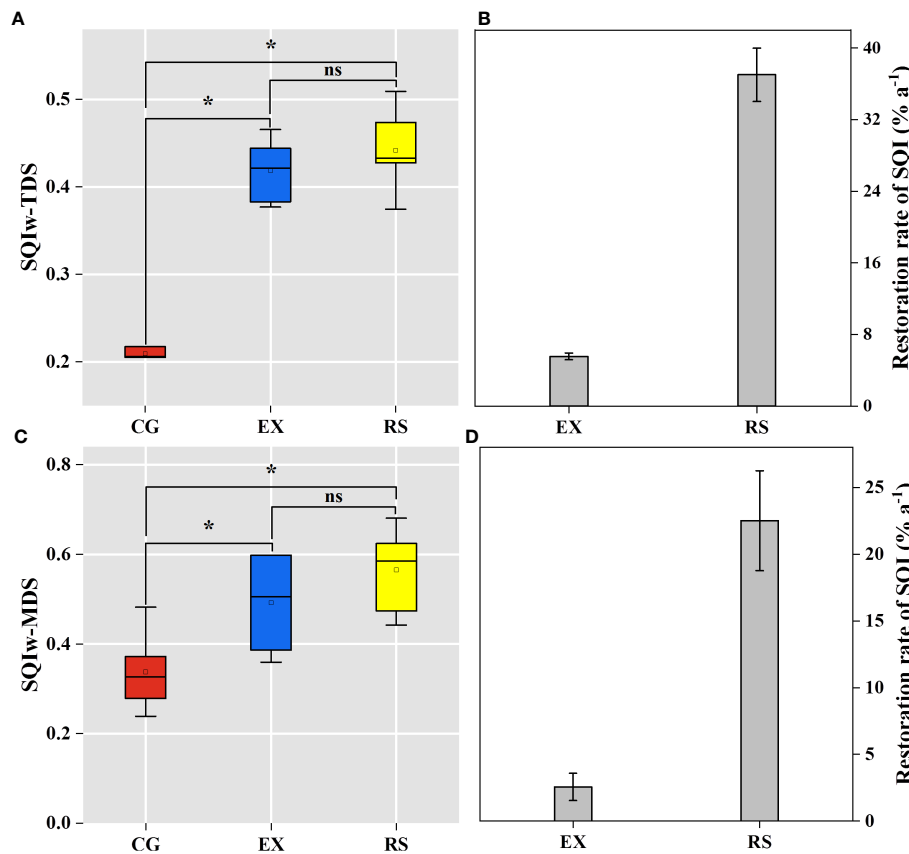 A
B
*
ns
*
SQIw-TDS
0.5
0.4
0.3
0.2
CG
EX
RS
40
32
24
16
8
0
Restoration rate of SQI (% a⁻¹)
EX
RS
C
D
*
ns
*
SQIw-MDS
0.8
0.6
0.4
0.2
0.0
CG
EX
RS
25
20
15
10
5
0
Restoration rate of SQI (% a⁻¹)
EX
RS